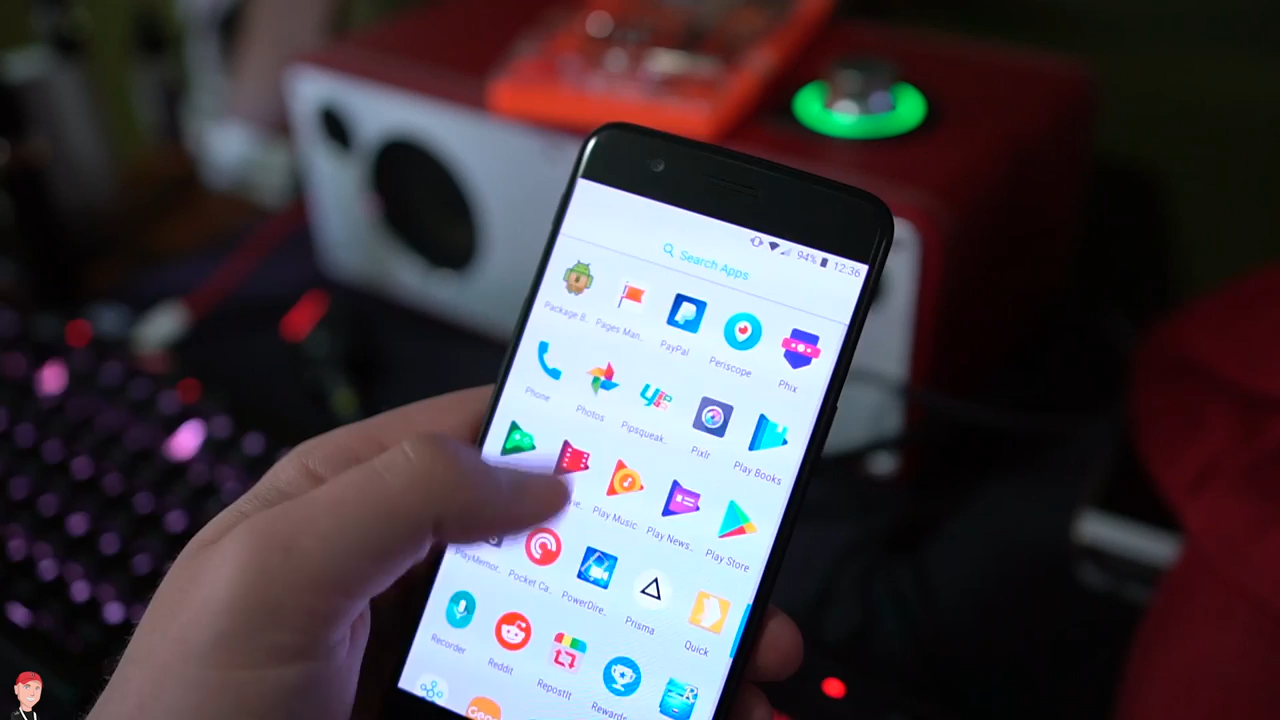 94% 12:36
Search Apps
Package B..
Pages Man..
PayPal
Periscope
Phix
Phone
Photos
Pipsqueak..
Pixlr
Play Books
Play Music
Play News..
Play Store
PlayMemor..
Pocket Ca..
PowerDire..
Prisma
Quick
Recorder
Reddit
RepostIt
Rewards